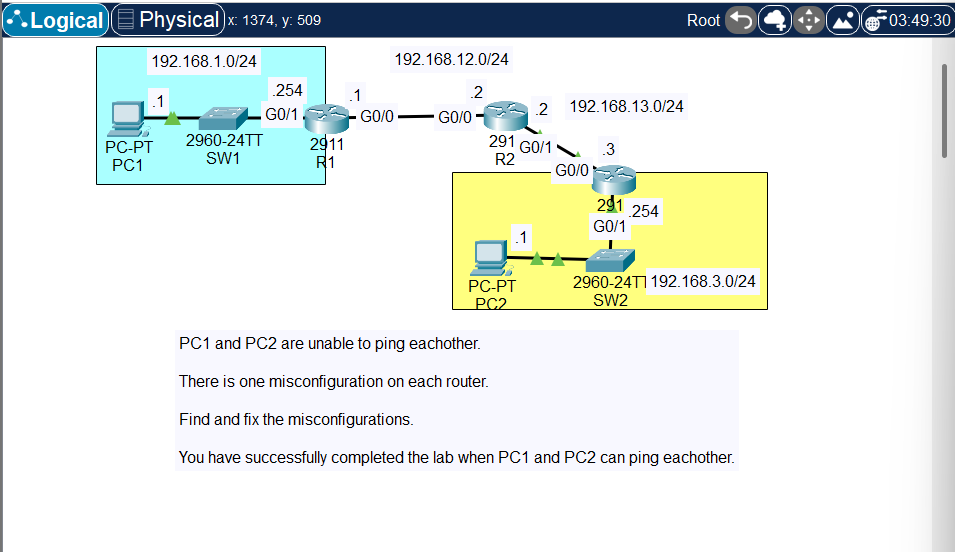 Logical Physical x: 1374, y: 509 Root 03:49:30
192.168.1.0/24
192.168.12.0/24
.254 .1 .2
.1 .2 192.168.13.0/24
G0/1 G0/0 G0/0
PC-PT 2960-24TT 2911 291 G0/1 .3
PC1 SW1 R1 R2
G0/0
291 .254
G0/1
.1
PC-PT 2960-24TT 192.168.3.0/24
PC2 SW2
PC1 and PC2 are unable to ping eachother.
There is one misconfiguration on each router.
Find and fix the misconfigurations.
You have successfully completed the lab when PC1 and PC2 can ping eachother.